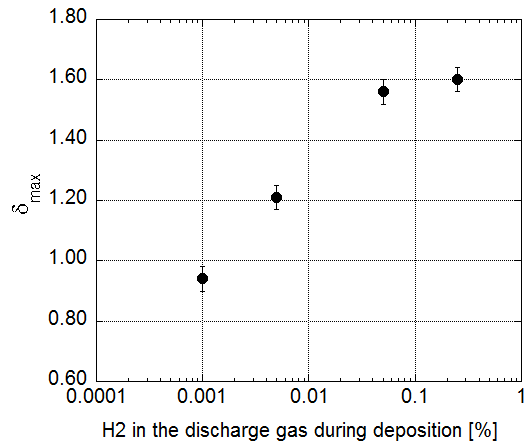 1.80
1.60
1.40
1.20
1.00
0.80
0.60
δmax
0.0001 0.001 0.01 0.1 1
H2 in the discharge gas during deposition [%]